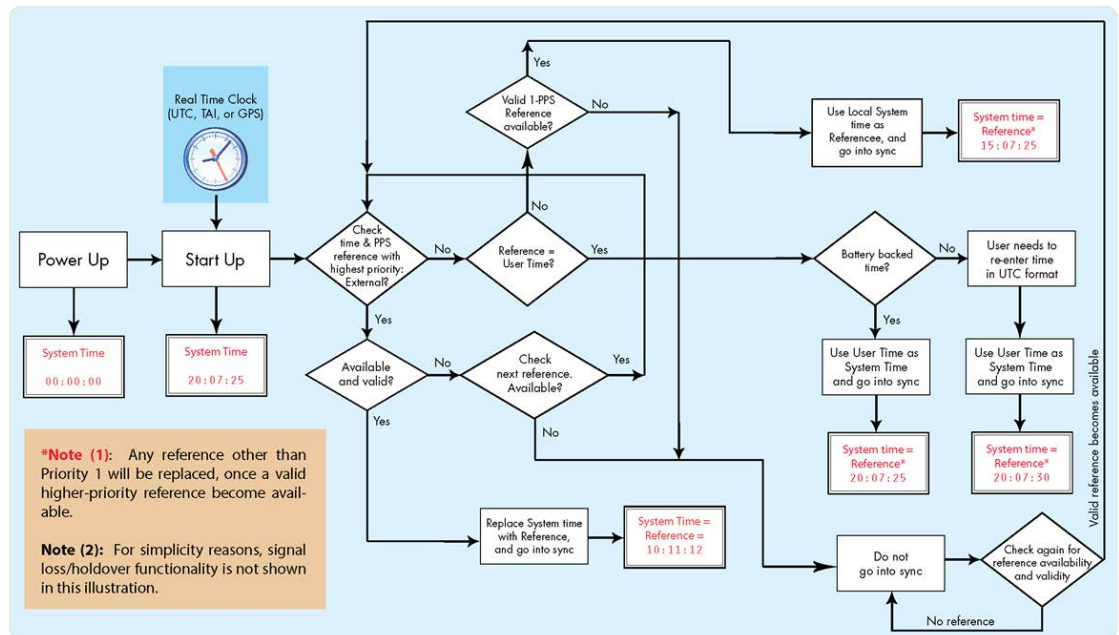 Real Time Clock
(UTC, TAI, or GPS)
Power Up
Start Up
System Time
00:00:00
System Time
20:07:25
Check
time & PPS
reference with
highest priority:
External?
No
Yes
Reference =
User Time?
No
Yes
Valid 1-PPS
Reference
available?
Yes
No
Use Local System
time as
Referencee, and
go into sync
System time =
Reference*
15:07:25
Battery backed
time?
No
Yes
User needs to
re-enter time
in UTC format
Use User Time as
System Time
and go into sync
Use User Time as
System Time
and go into sync
System time =
Reference*
20:07:25
System time =
Reference*
20:07:30
Available
and valid?
No
Yes
Check
next reference.
Available?
Yes
No
Replace System time
with Reference,
and go into sync
System Time =
Reference =
10:11:12
Do not
go into sync
Check again for
reference availability
and validity
No reference
Valid reference becomes available
*Note (1): Any reference other than
Priority 1 will be replaced, once a valid
higher-priority reference become avail-
able.
Note (2): For simplicity reasons, signal
loss/holdover functionality is not shown
in this illustration.